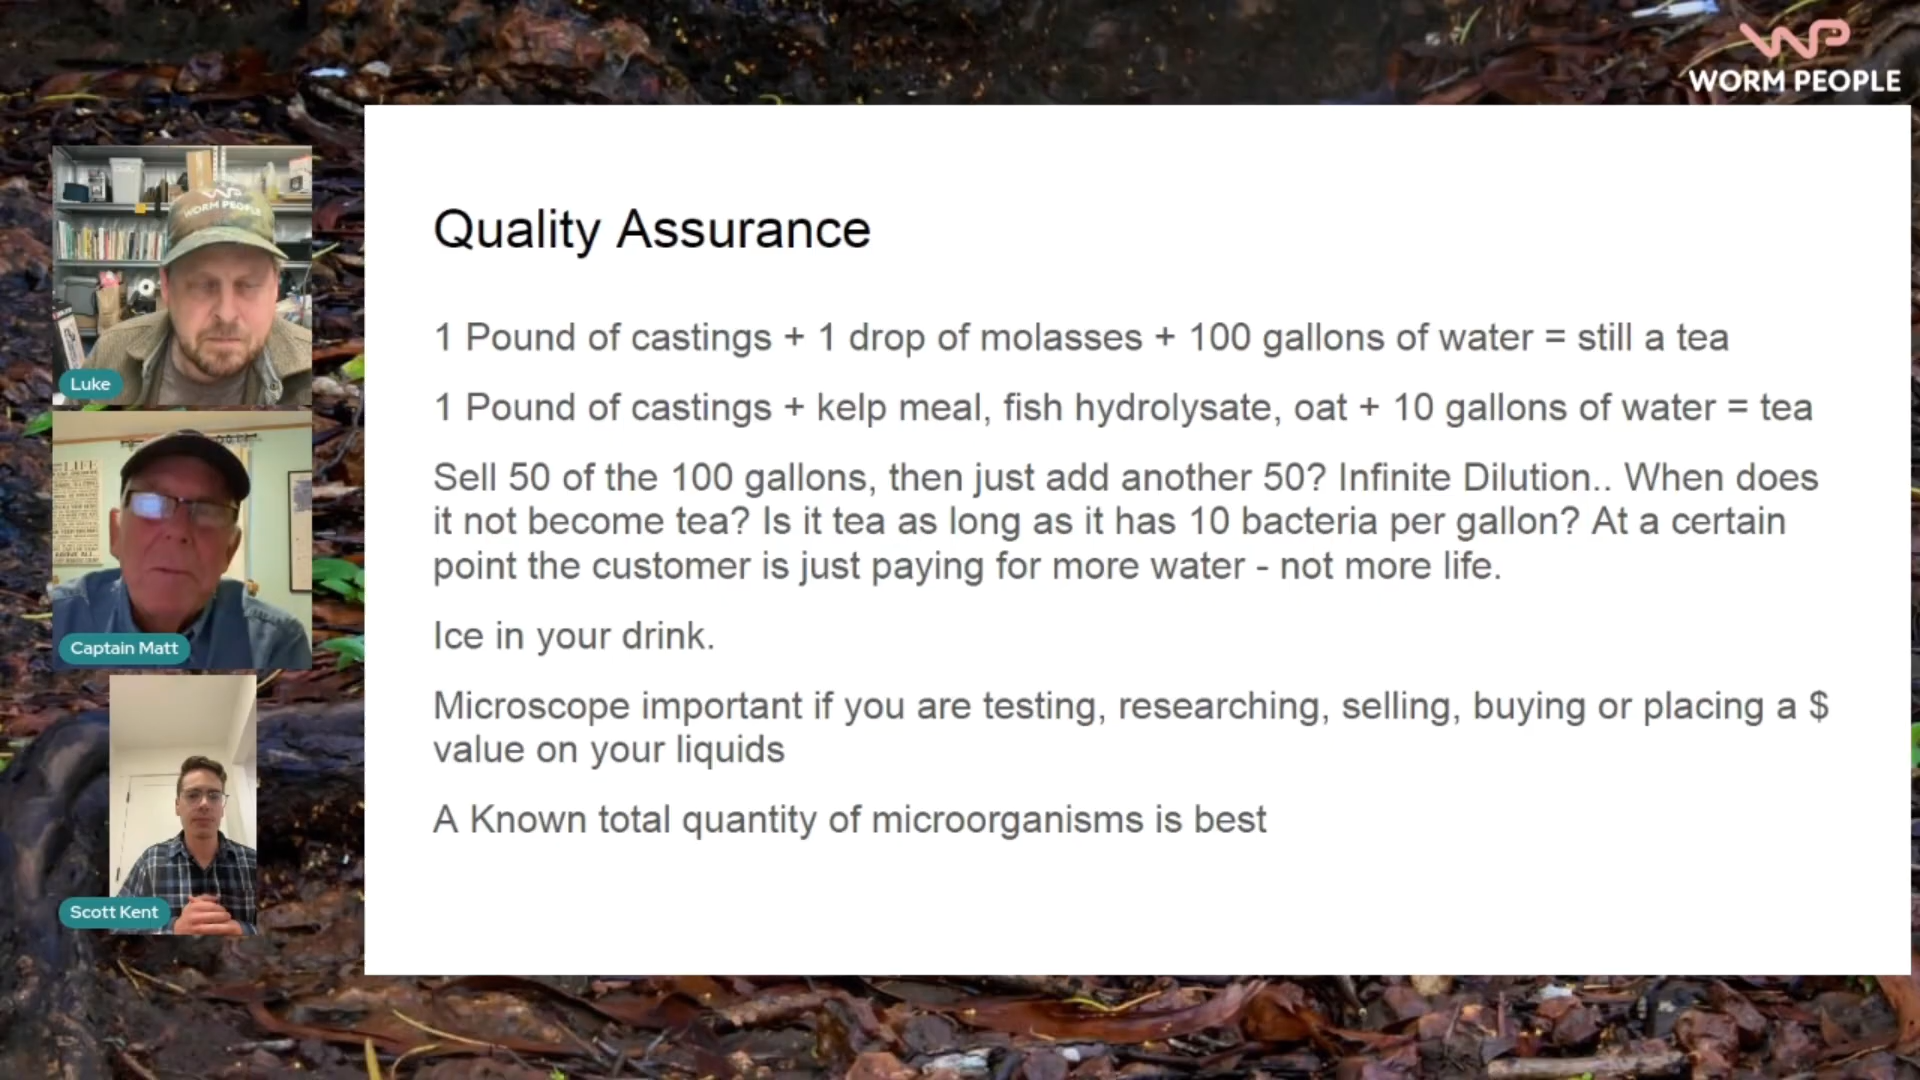 WP
WORM PEOPLE
WORM PEOPLE
Luke
LIFE
Captain Matt
Scott Kent
Quality Assurance
1 Pound of castings + 1 drop of molasses + 100 gallons of water = still a tea
1 Pound of castings + kelp meal, fish hydrolysate, oat + 10 gallons of water = tea
Sell 50 of the 100 gallons, then just add another 50? Infinite Dilution.. When does
it not become tea? Is it tea as long as it has 10 bacteria per gallon? At a certain
point the customer is just paying for more water - not more life.
Ice in your drink.
Microscope important if you are testing, researching, selling, buying or placing a $
value on your liquids
A Known total quantity of microorganisms is best